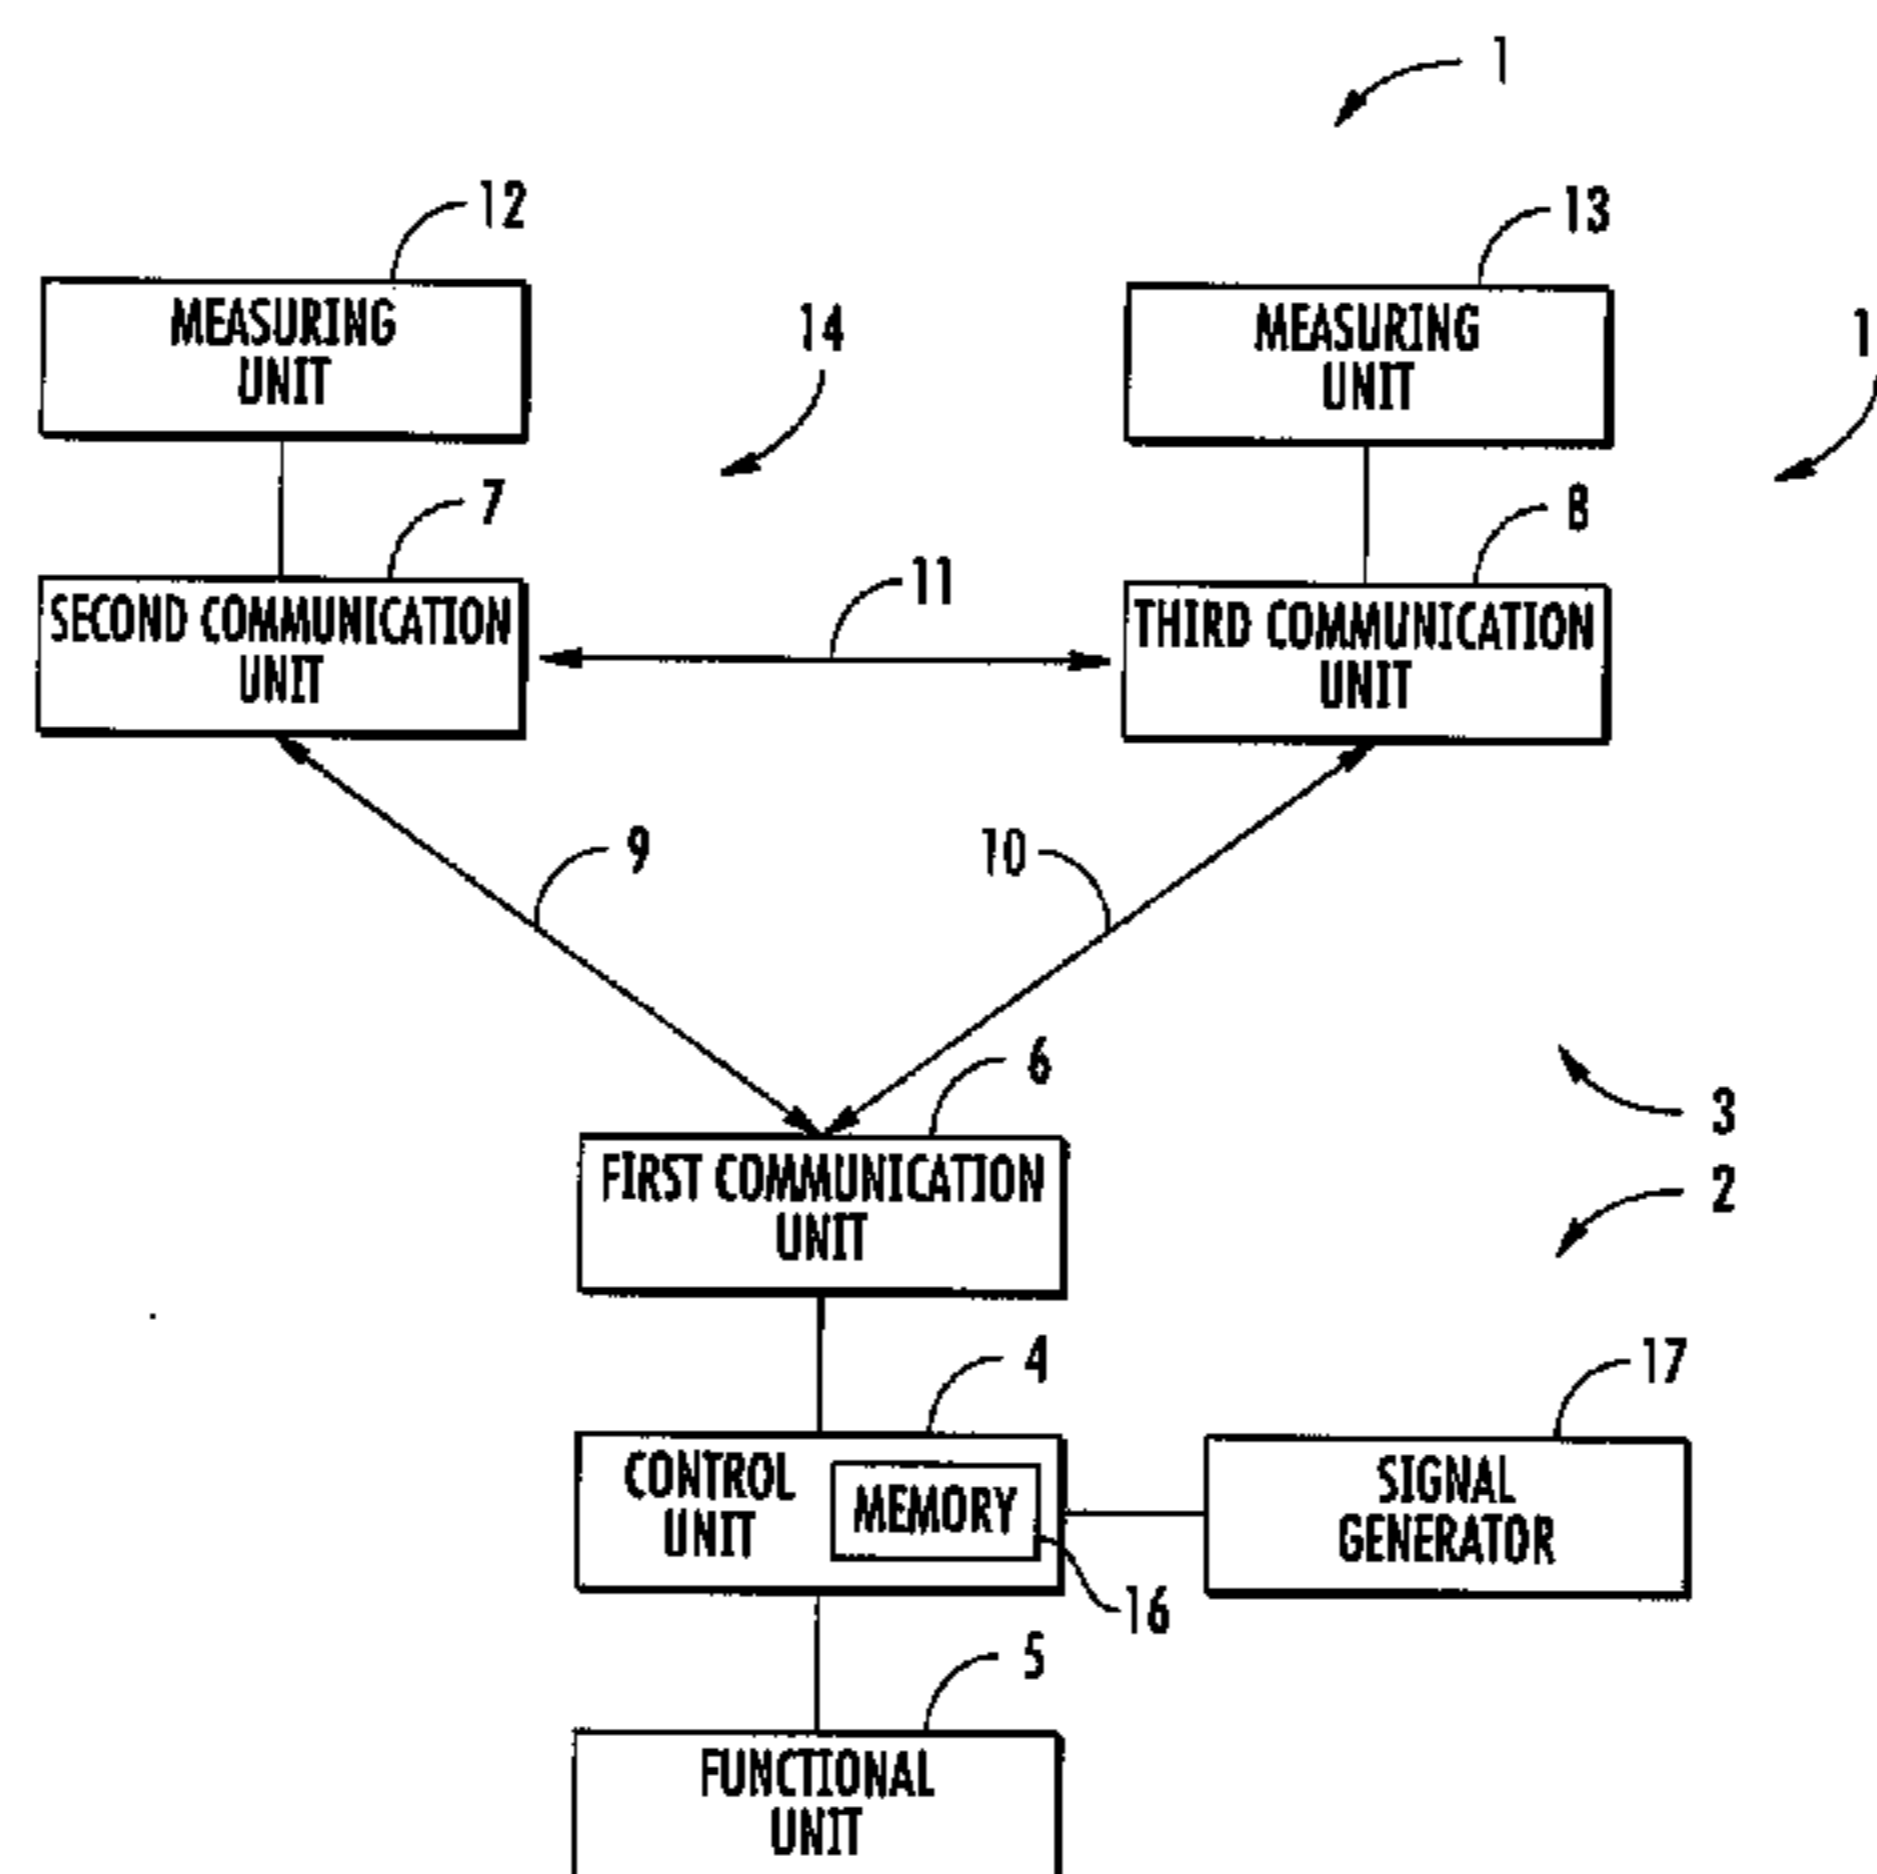 1
12
13
MEASURING
UNIT
14
MEASURING
UNIT
1
7
8
SECOND COMMUNICATION
UNIT
11
THIRD COMMUNICATION
UNIT
9
10
6
3
FIRST COMMUNICATION
UNIT
2
4
17
CONTROL
UNIT
MEMORY
SIGNAL
GENERATOR
16
5
FUNCTIONAL
UNIT